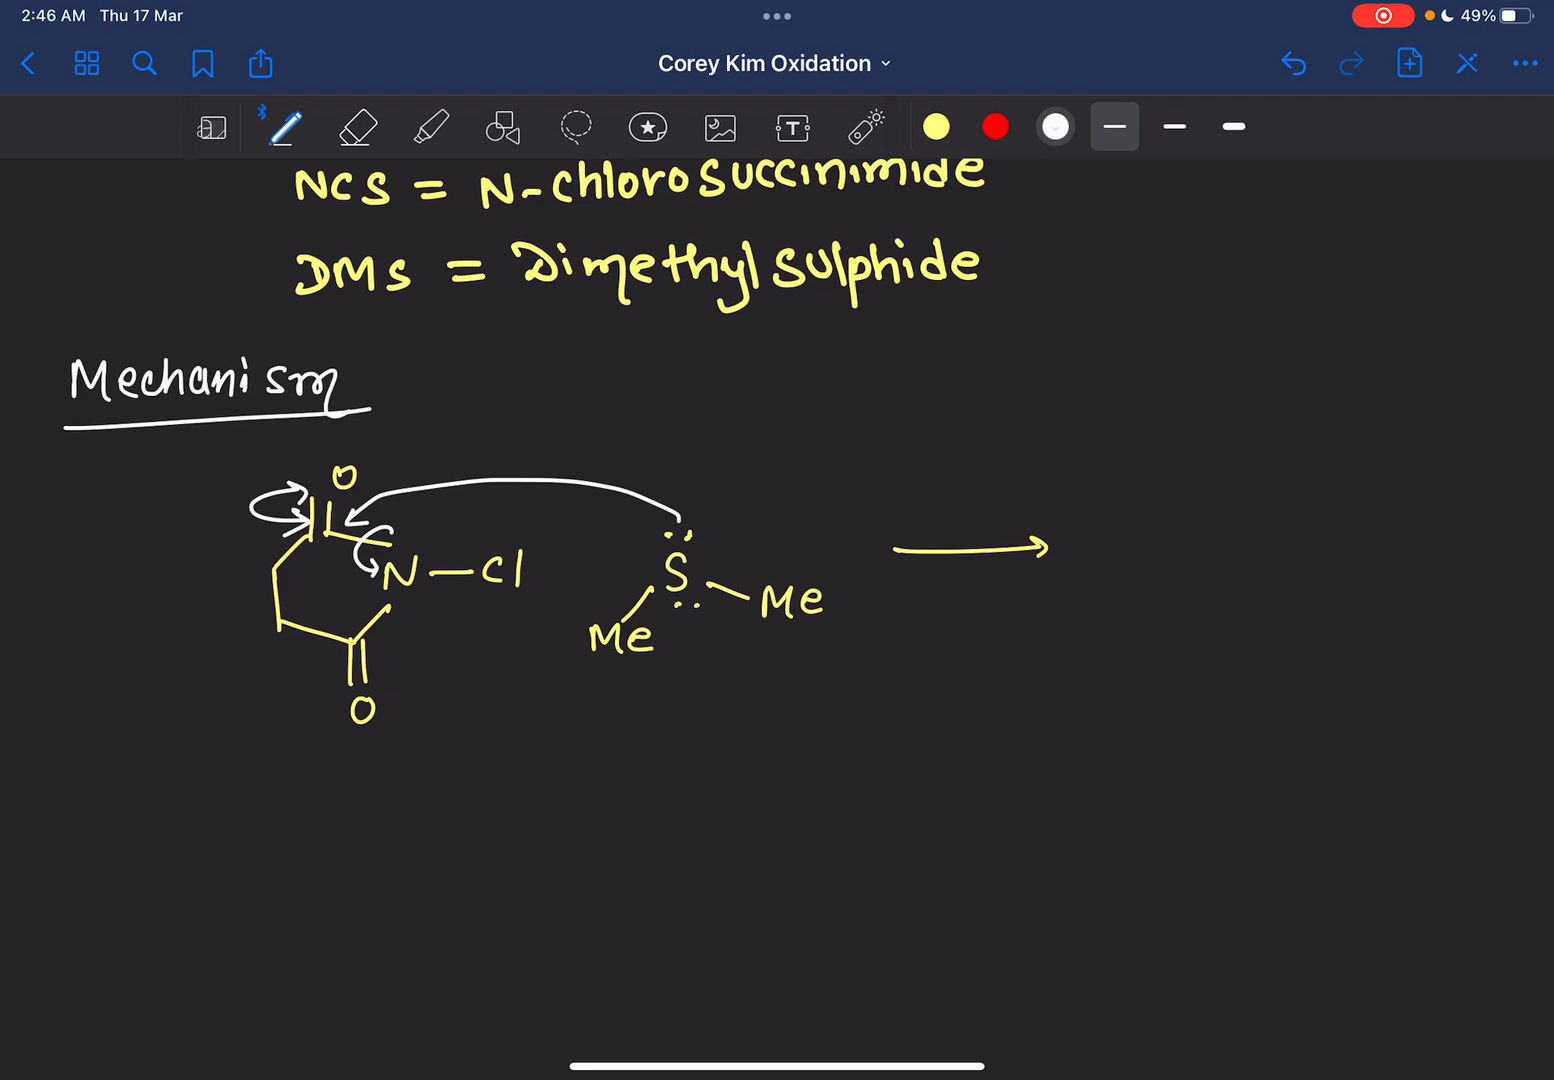 2:46 AM Thu 17 Mar
49%
Corey Kim Oxidation
T
NCS = N-chlorosuccinimide
DMS = Dimethyl sulphide
Mechanism
O
N-Cl
S
Me
Me
O